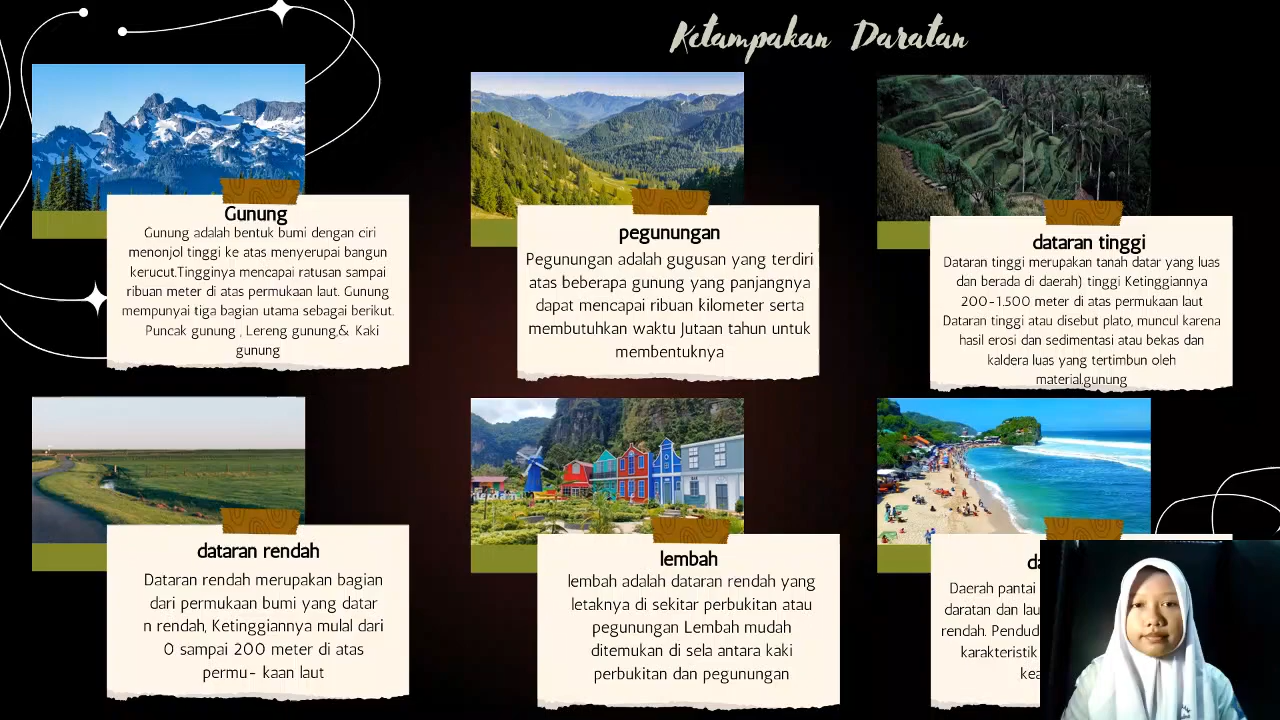 Ketampakan Daratan
Gunung
Gunung adalah bentuk bumi dengan ciri
menonjol tinggi ke atas menyerupai bangun
kerucut.Tingginya mencapai ratusan sampai
ribuan meter di atas permukaan laut. Gunung
mempunyai tiga bagian utama sebagai berikut.
Puncak gunung , Lereng gunung,& Kaki
gunung
pegunungan
Pegunungan adalah gugusan yang terdiri
atas beberapa gunung yang panjangnya
dapat mencapai ribuan kilometer serta
membutuhkan waktu Jutaan tahun untuk
membentuknya
dataran tinggi
Dataran tinggi merupakan tanah datar yang luas
dan berada di daerah) tinggi Ketinggiannya
200-1.500 meter di atas permukaan laut
Dataran tinggi atau disebut plato, muncul karena
hasil erosi dan sedimentasi atau bekas dan
kaldera luas yang tertimbun oleh
material.gunung
dataran rendah
Dataran rendah merupakan bagian
dari permukaan bumi yang datar
n rendah, Ketinggiannya mulal dari
0 sampai 200 meter di atas
permu- kaan laut
lembah
lembah adalah dataran rendah yang
letaknya di sekitar perbukitan atau
pegunungan Lembah mudah
ditemukan di sela antara kaki
perbukitan dan pegunungan
Daerah pantai
daratan dan
rendah.
karakteristik